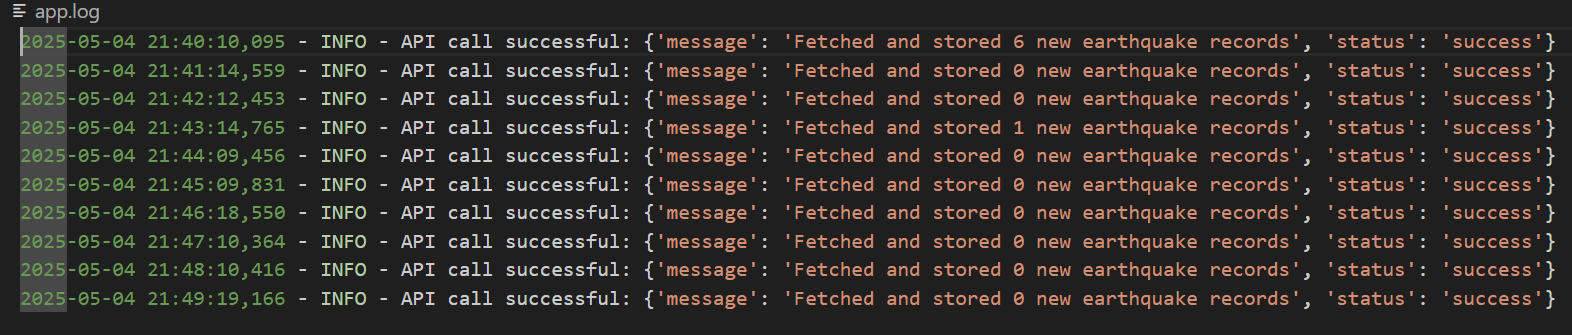 app.log
2025-05-04 21:40:10,095 - INFO - API call successful: {'message': 'Fetched and stored 6 new earthquake records', 'status': 'success'}
2025-05-04 21:41:14,559 - INFO - API call successful: {'message': 'Fetched and stored 0 new earthquake records', 'status': 'success'}
2025-05-04 21:42:12,453 - INFO - API call successful: {'message': 'Fetched and stored 0 new earthquake records', 'status': 'success'}
2025-05-04 21:43:14,765 - INFO - API call successful: {'message': 'Fetched and stored 1 new earthquake records', 'status': 'success'}
2025-05-04 21:44:09,456 - INFO - API call successful: {'message': 'Fetched and stored 0 new earthquake records', 'status': 'success'}
2025-05-04 21:45:09,831 - INFO - API call successful: {'message': 'Fetched and stored 0 new earthquake records', 'status': 'success'}
2025-05-04 21:46:18,550 - INFO - API call successful: {'message': 'Fetched and stored 0 new earthquake records', 'status': 'success'}
2025-05-04 21:47:10,364 - INFO - API call successful: {'message': 'Fetched and stored 0 new earthquake records', 'status': 'success'}
2025-05-04 21:48:10,416 - INFO - API call successful: {'message': 'Fetched and stored 0 new earthquake records', 'status': 'success'}
2025-05-04 21:49:19,166 - INFO - API call successful: {'message': 'Fetched and stored 0 new earthquake records', 'status': 'success'}